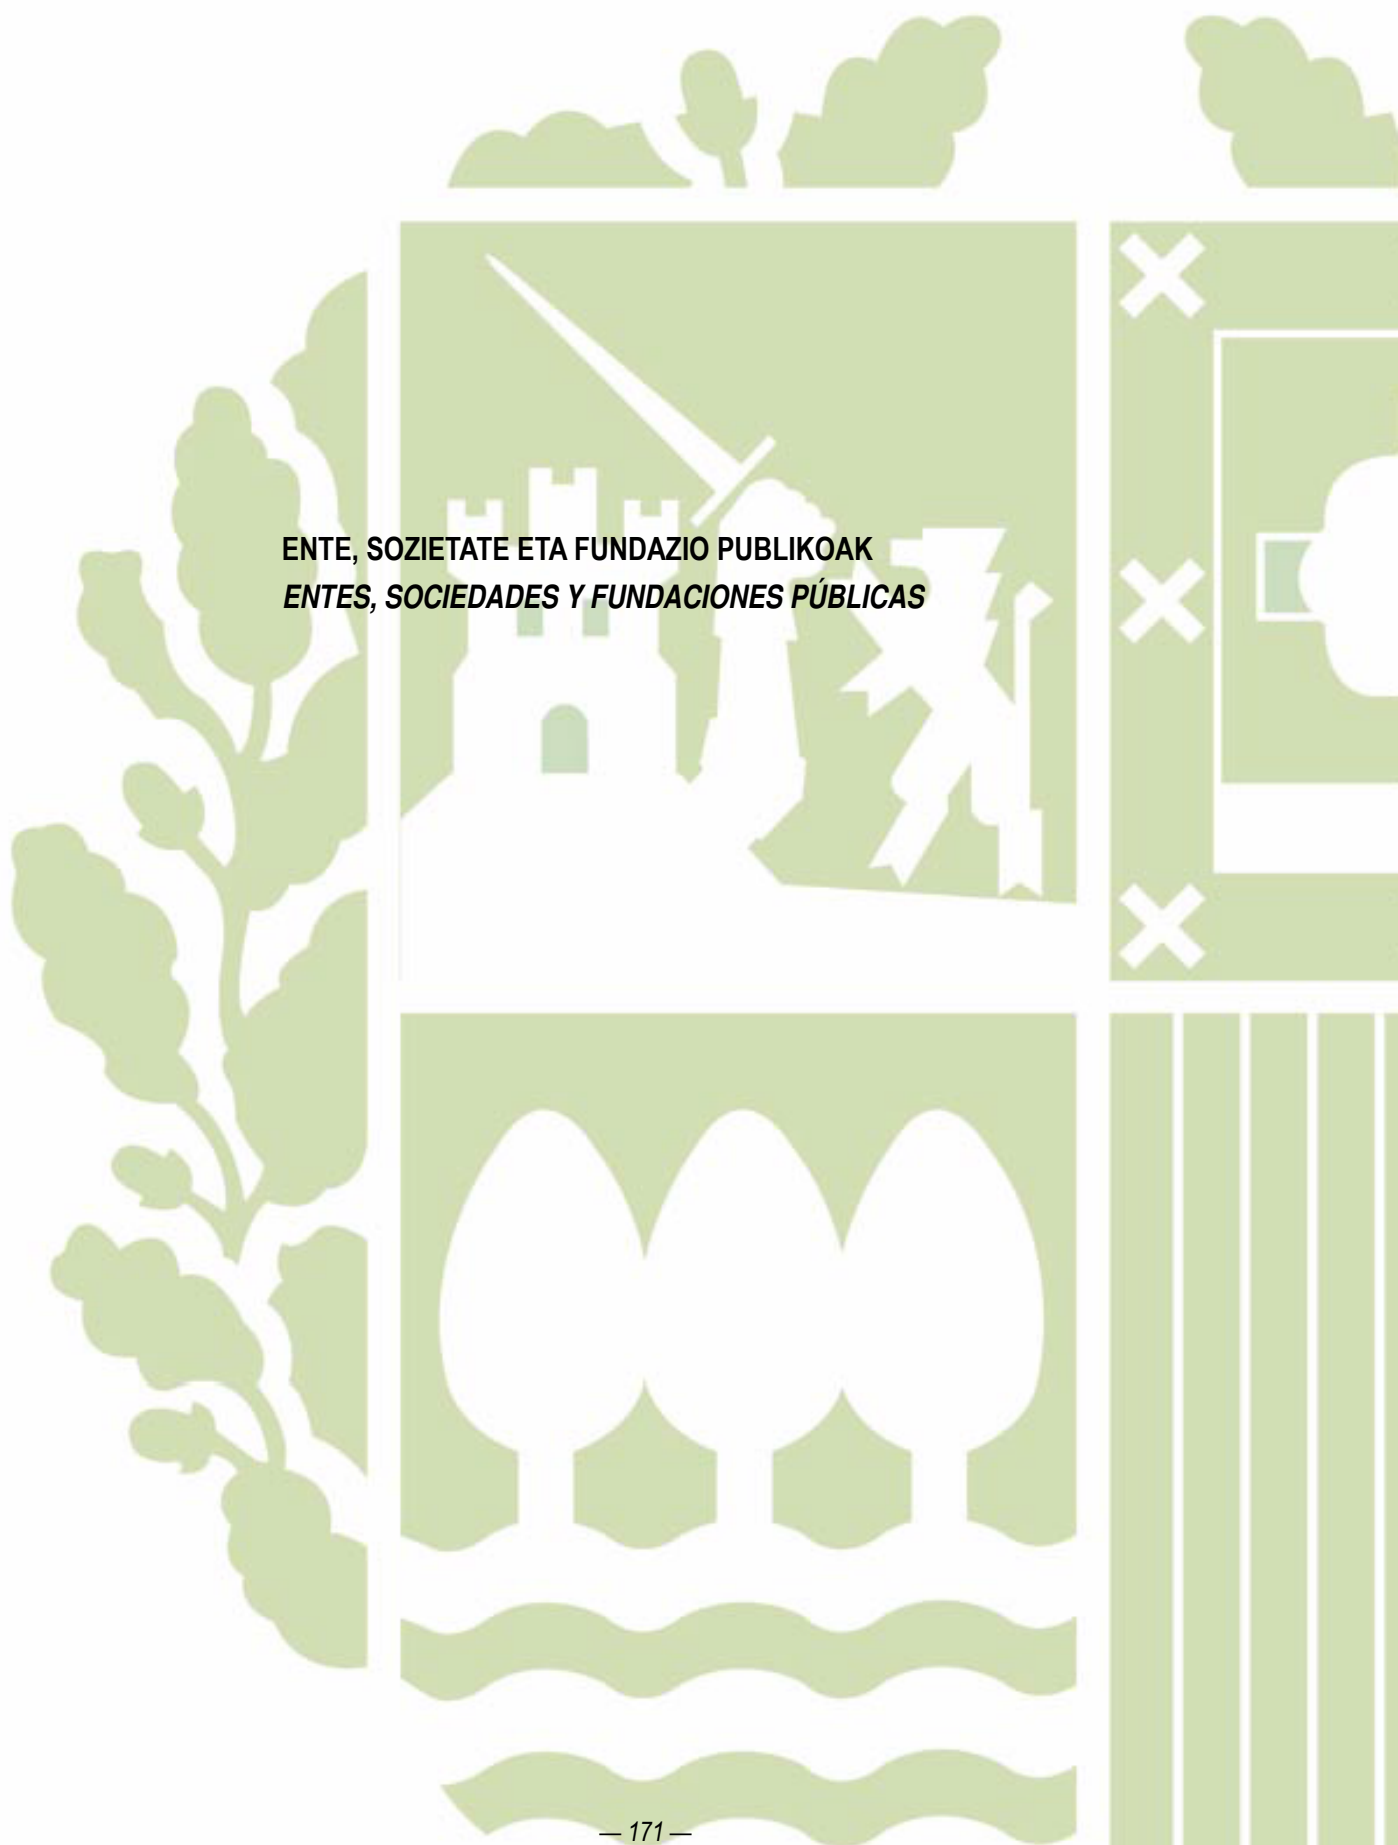 ENTE, SOZIETATE ETA FUNDAZIO PUBLIKOAK
ENTES, SOCIEDADES Y FUNDACIONES PÚBLICAS
— 171 —